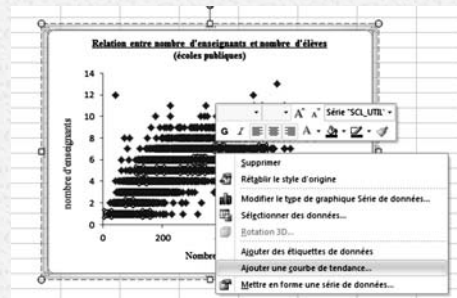 Relation entre nombre d'enseignants et nombre d'élèves
(écoles publiques)
14
12
10
8
6
4
2
0
nombre d'enseignants
0
200
Nombre
Série "SCL_UTIL"
G I
Supprimer
Rétablir le style d'origine
Modifier le type de graphique Série de données...
Sélectionner des données...
Rotation 3D...
Ajouter des étiquettes de données
Ajouter une courbe de tendance...
Mettre en forme une série de données...